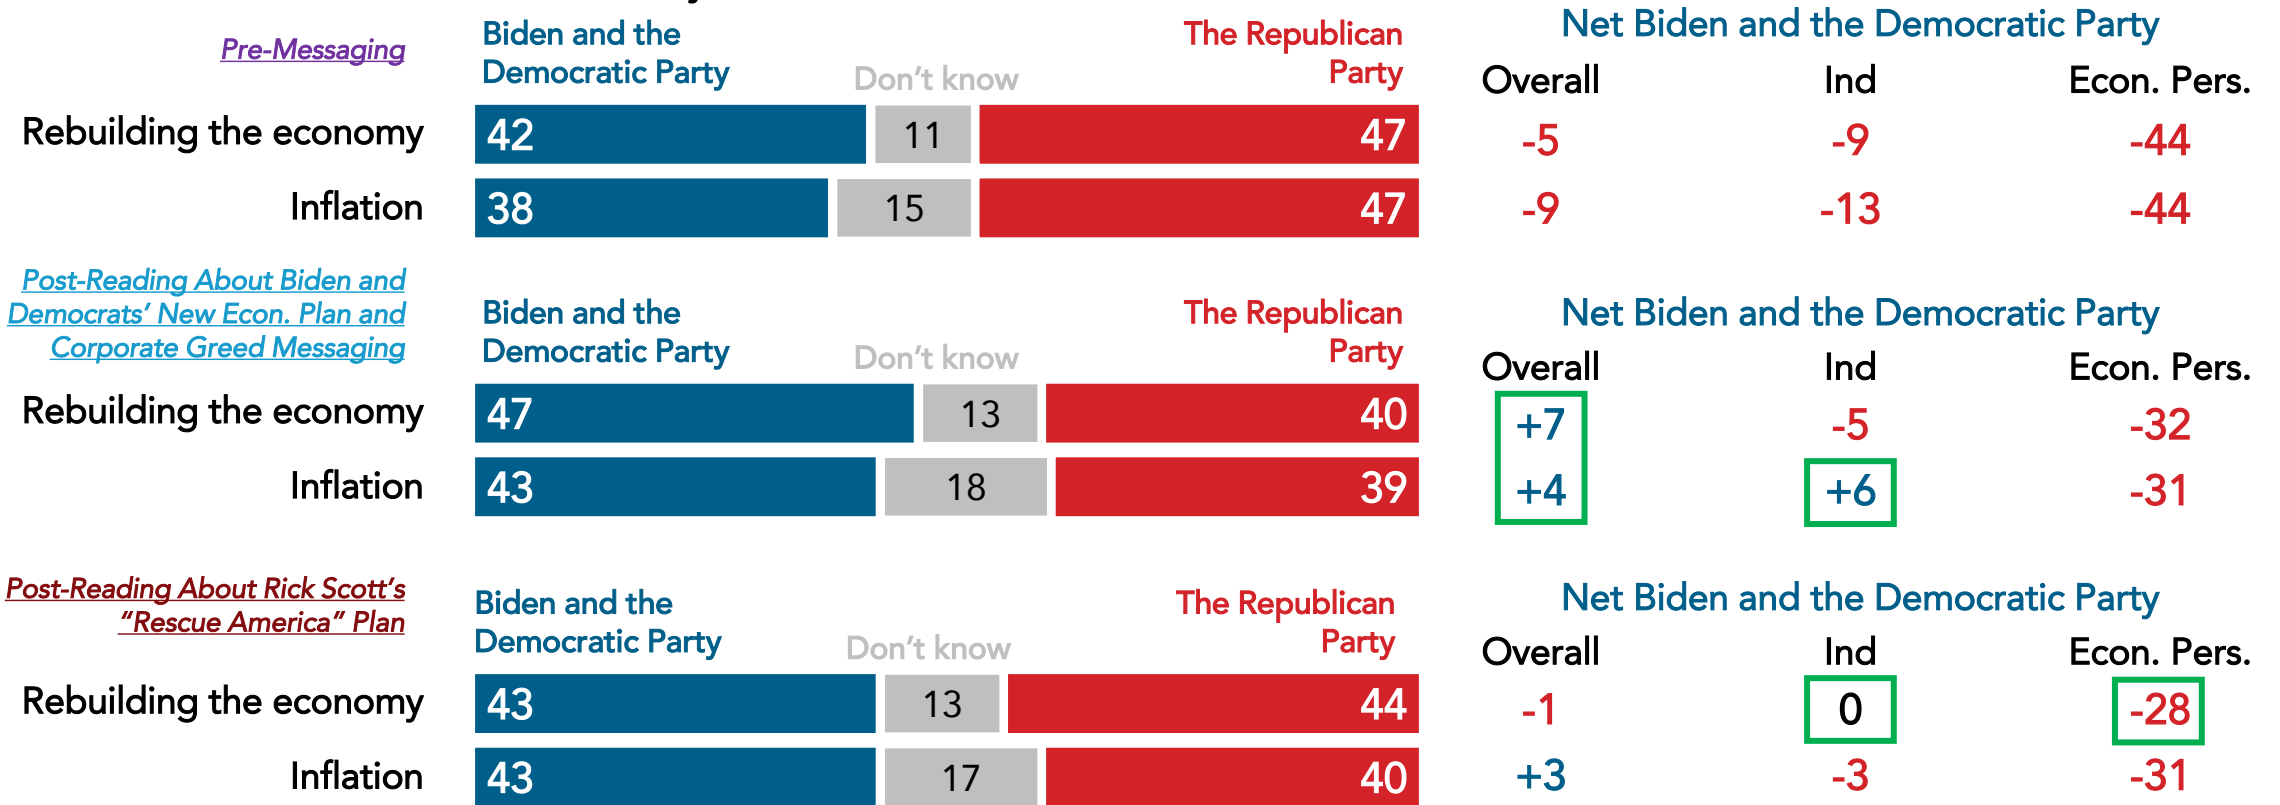 Pre-Messaging
Biden and the
Democratic Party
Don't know
The Republican
Party
Net Biden and the Democratic Party
Overall Ind Econ. Pers.
Rebuilding the economy 42 11 47 -5 -9 -44
Inflation 38 15 47 -9 -13 -44
Post-Reading About Biden and
Democrats' New Econ. Plan and
Corporate Greed Messaging
Biden and the
Democratic Party
Don't know
The Republican
Party
Net Biden and the Democratic Party
Overall Ind Econ. Pers.
Rebuilding the economy 47 13 40 +7 -5 -32
Inflation 43 18 39 +4 +6 -31
Post-Reading About Rick Scott's
"Rescue America" Plan
Biden and the
Democratic Party
Don't know
The Republican
Party
Net Biden and the Democratic Party
Overall Ind Econ. Pers.
Rebuilding the economy 43 13 44 -1 0 -28
Inflation 43 17 40 +3 -3 -31